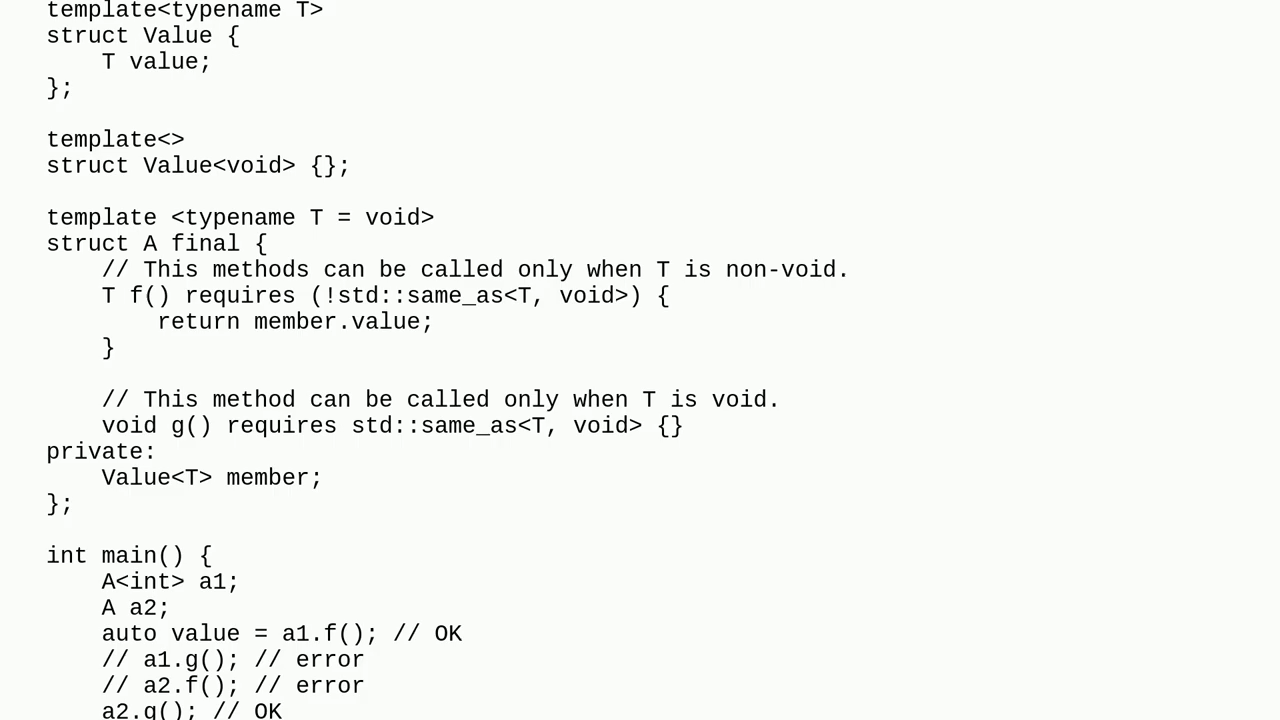 template<typename T>
struct Value {
    T value;
};

template<>
struct Value<void> {};

template <typename T = void>
struct A final {
    // This methods can be called only when T is non-void.
    T f() requires (!std::same_as<T, void>) {
        return member.value;
    }

    // This method can be called only when T is void.
    void g() requires std::same_as<T, void> {}
private:
    Value<T> member;
};

int main() {
    A<int> a1;
    A a2;
    auto value = a1.f(); // OK
    // a1.g(); // error
    // a2.f(); // error
    a2.g(); // OK